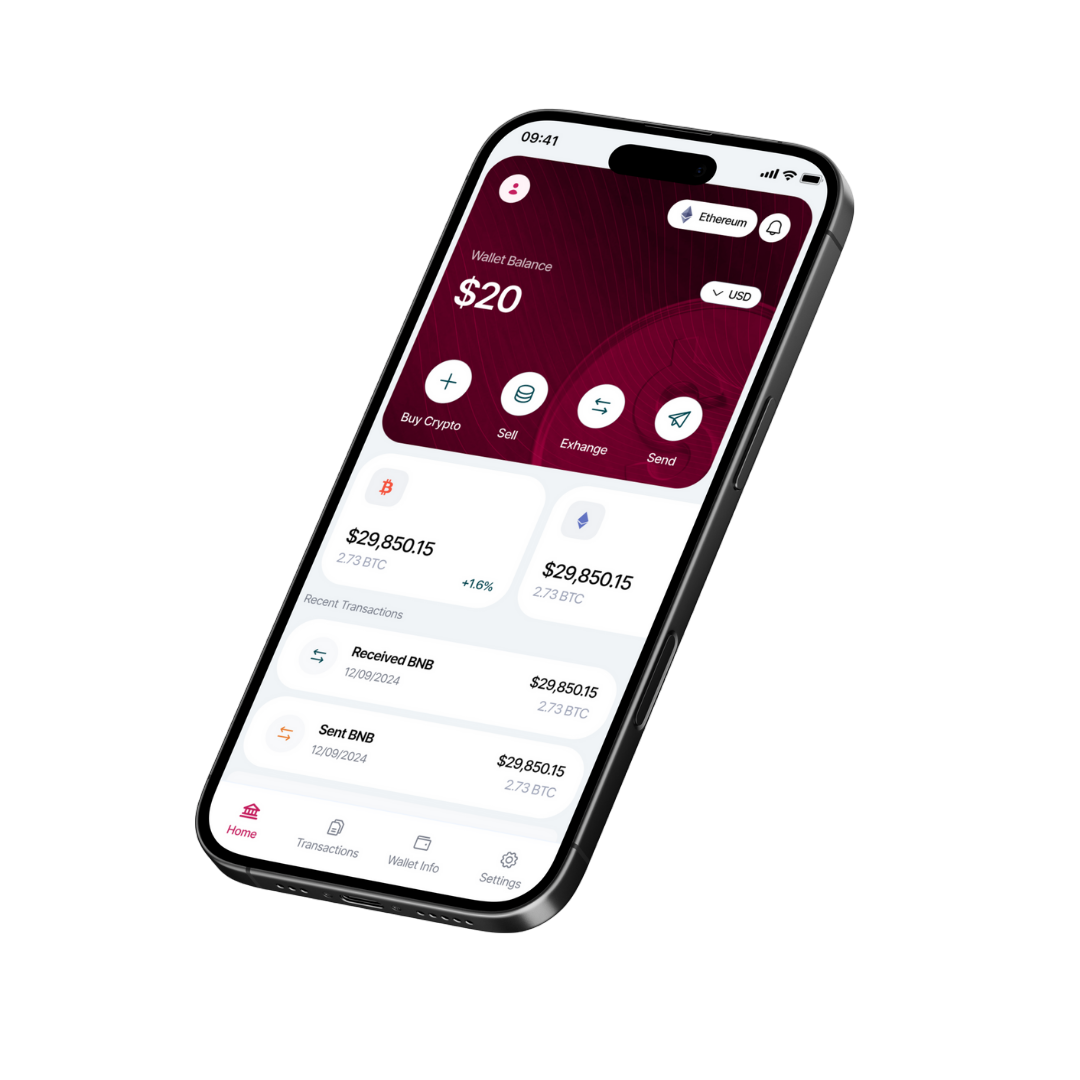 09:41
Ethereum
Wallet Balance
$20
USD
Buy Crypto
Sell
Exhange
Send
$29,850.15
2.73 BTC
+1.6%
$29,850.15
2.73 BTC
Recent Transactions
Received BNB
12/09/2024
$29,850.15
2.73 BTC
Sent BNB
12/09/2024
$29,850.15
2.73 BTC
Home
Transactions
Wallet Info
Settings